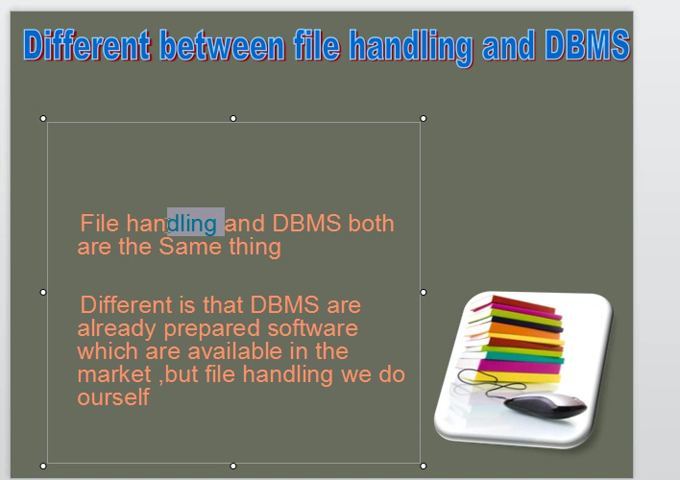 Different between file handling and DBMS
File handling and DBMS both
are the Same thing
Different is that DBMS are
already prepared software
which are available in the
market ,but file handling we do
ourself